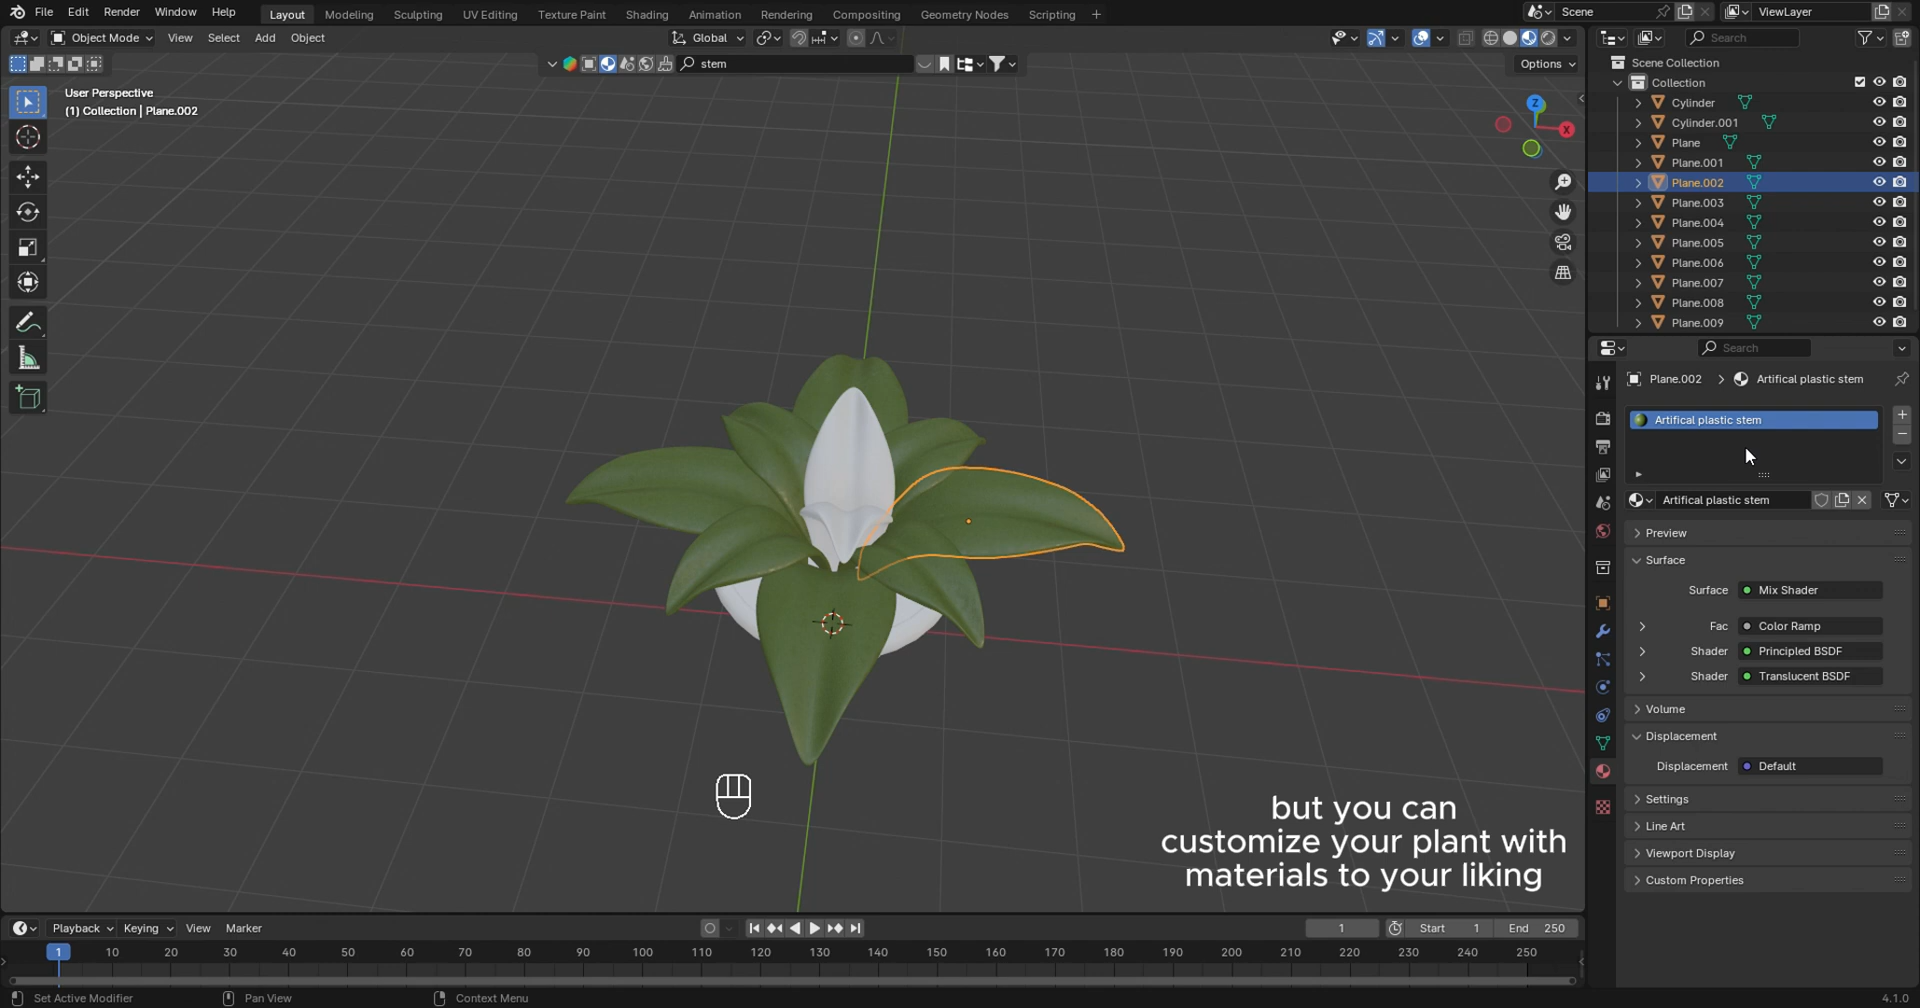 File Edit Render Window Help Layout Modeling Sculpting UV Editing Texture Paint Shading Animation Rendering Compositing Geometry Nodes Scripting + Scene ViewLayer
Object Mode View Select Add Object Global Search
stem Options
User Perspective
(1) Collection | Plane.002
Z
X
Scene Collection
Collection
Cylinder
Cylinder.001
Plane
Plane.001
Plane.002
Plane.003
Plane.004
Plane.005
Plane.006
Plane.007
Plane.008
Plane.009
Search
Plane.002 > Artifical plastic stem
Artifical plastic stem
Artifical plastic stem
Preview
Surface
Surface Mix Shader
Fac Color Ramp
Shader Principled BSDF
Shader Translucent BSDF
Volume
Displacement
Displacement Default
Settings
Line Art
Viewport Display
Custom Properties
but you can
customize your plant with
materials to your liking
Playback Keying View Marker 1 Start 1 End 250
1 10 20 30 40 50 60 70 80 90 100 110 120 130 140 150 160 170 180 190 200 210 220 230 240 250
Set Active Modifier Pan View Context Menu 4.1.0